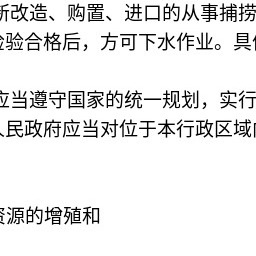 新改造、购置、进口的从事捕捞
检验合格后，方可下水作业。具
应当遵守国家的统一规划，实行
人民政府应当对位于本行政区域
资源的增殖和